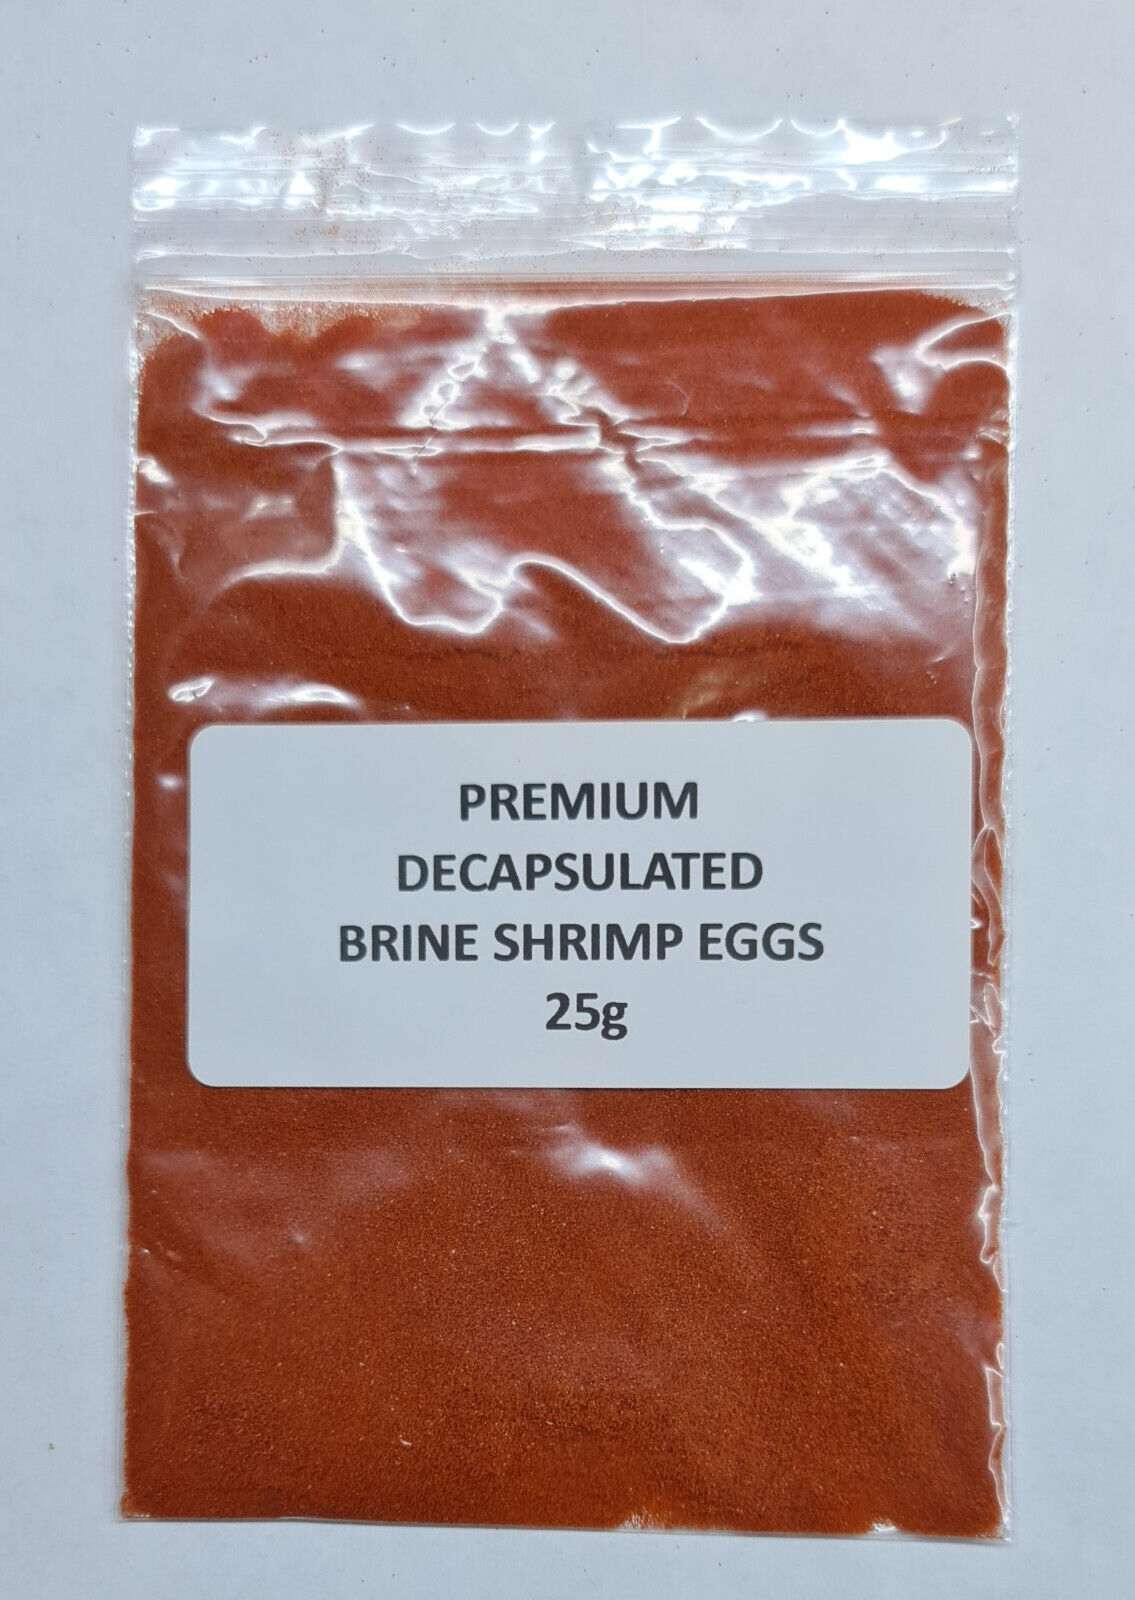 PREMIUM
DECAPSULATED
BRINE SHRIMP EGGS
25g